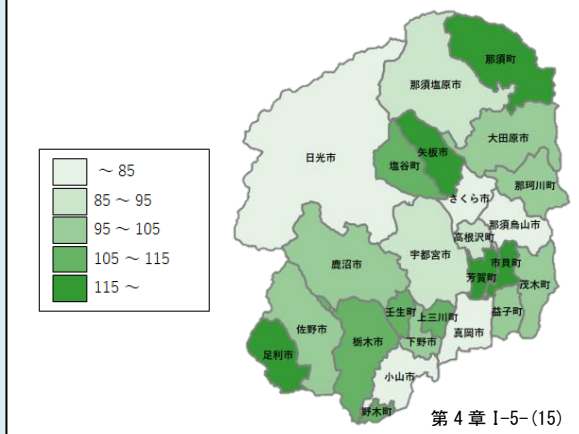 那須町
那須塩原市
大田原市
日光市
矢板市
塩谷町
那珂川町
さくら市
那須烏山市
高根沢町
宇都宮市
市貝町
鹿沼市
芳賀町
茂木町
壬生町
上三川町
益子町
佐野市
真岡市
栃木市
下野市
足利市
小山市
野木町
~ 85
85 ~ 95
95 ~ 105
105 ~ 115
115 ~
第4章 I-5-(15)